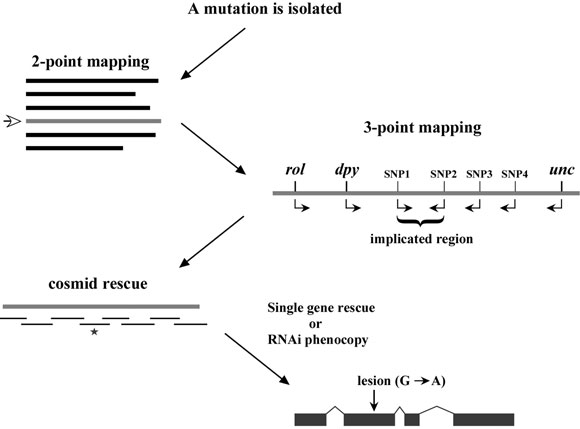 A mutation is isolated
2-point mapping
3-point mapping
rol dpy SNP1 SNP2 SNP3 SNP4 unc
implicated region
cosmid rescue
Single gene rescue
or
RNAi phenocopy
lesion (G → A)